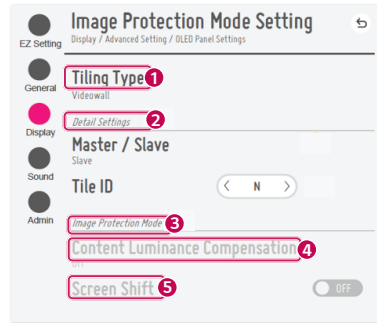 Image Protection Mode Setting
Display / Advanced Setting / OLED Panel Settings
EZ Setting
General
Display
Sound
Admin
Tiling Type 1
Videowall
Detail Settings 2
Master / Slave
Slave
Tile ID
< N >
Image Protection Mode 3
Content Luminance Compensation 4
Off
Screen Shift 5
OFF